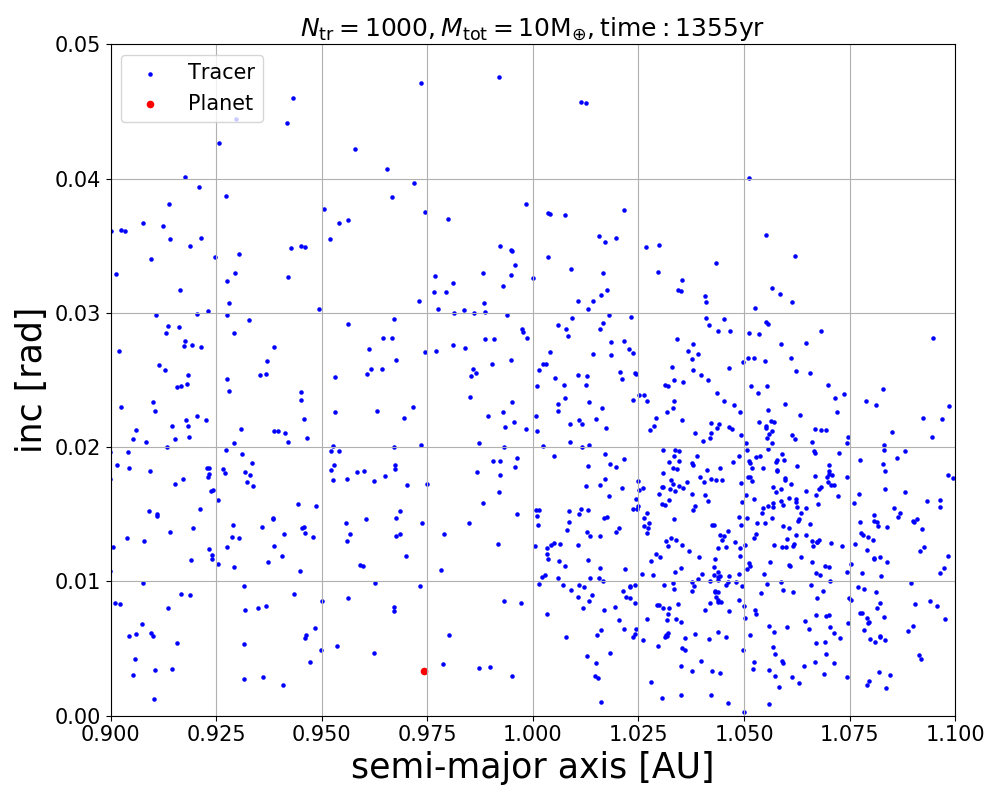 N_tr = 1000, M_tot = 10M_⊕, time : 1355yr
0.05
Tracer
Planet
0.04
0.03
0.02
0.01
0.00
inc [rad]
0.900 0.925 0.950 0.975 1.000 1.025 1.050 1.075 1.100
semi-major axis [AU]